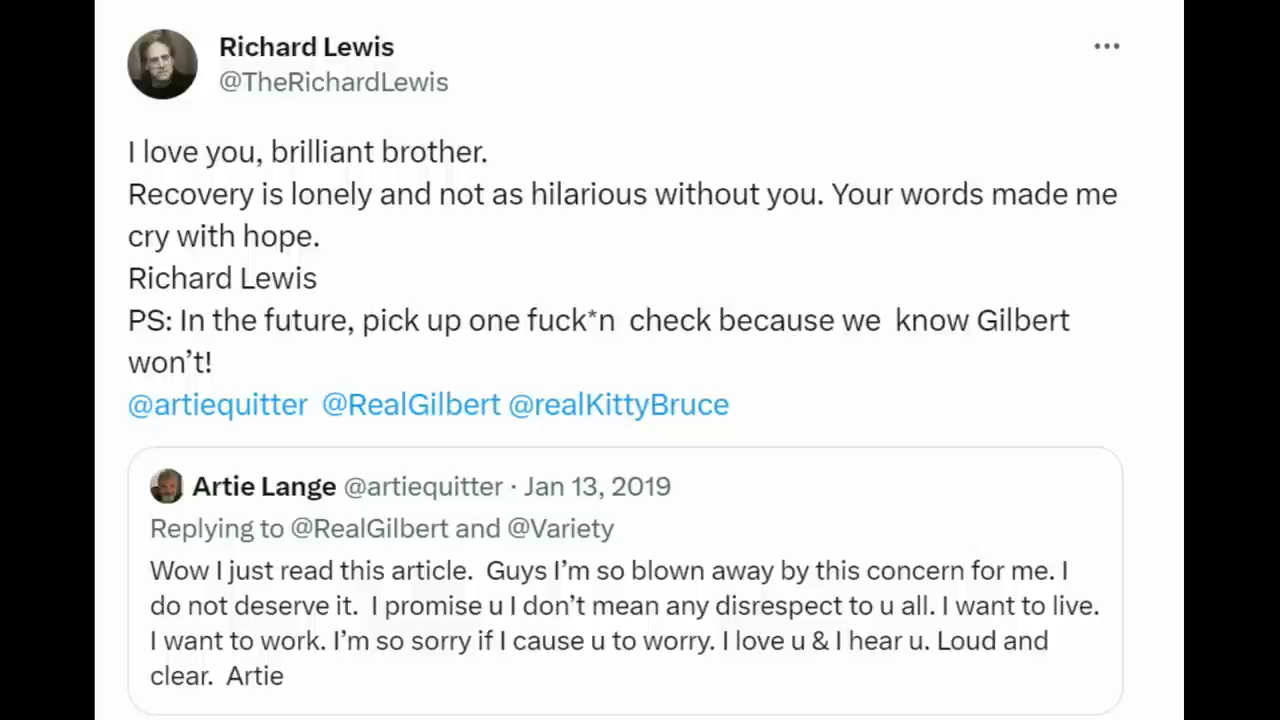 Richard Lewis
@TheRichardLewis
I love you, brilliant brother.
Recovery is lonely and not as hilarious without you. Your words made me
cry with hope.
Richard Lewis
PS: In the future, pick up one fuck*n  check because we  know Gilbert
won’t!
@artiequitter  @RealGilbert @realKittyBruce
Artie Lange @artiequitter · Jan 13, 2019
Replying to @RealGilbert and @Variety
Wow I just read this article.  Guys I’m so blown away by this concern for me. I
do not deserve it.  I promise u I don’t mean any disrespect to u all. I want to live.
I want to work. I’m so sorry if I cause u to worry. I love u & I hear u. Loud and
clear.  Artie